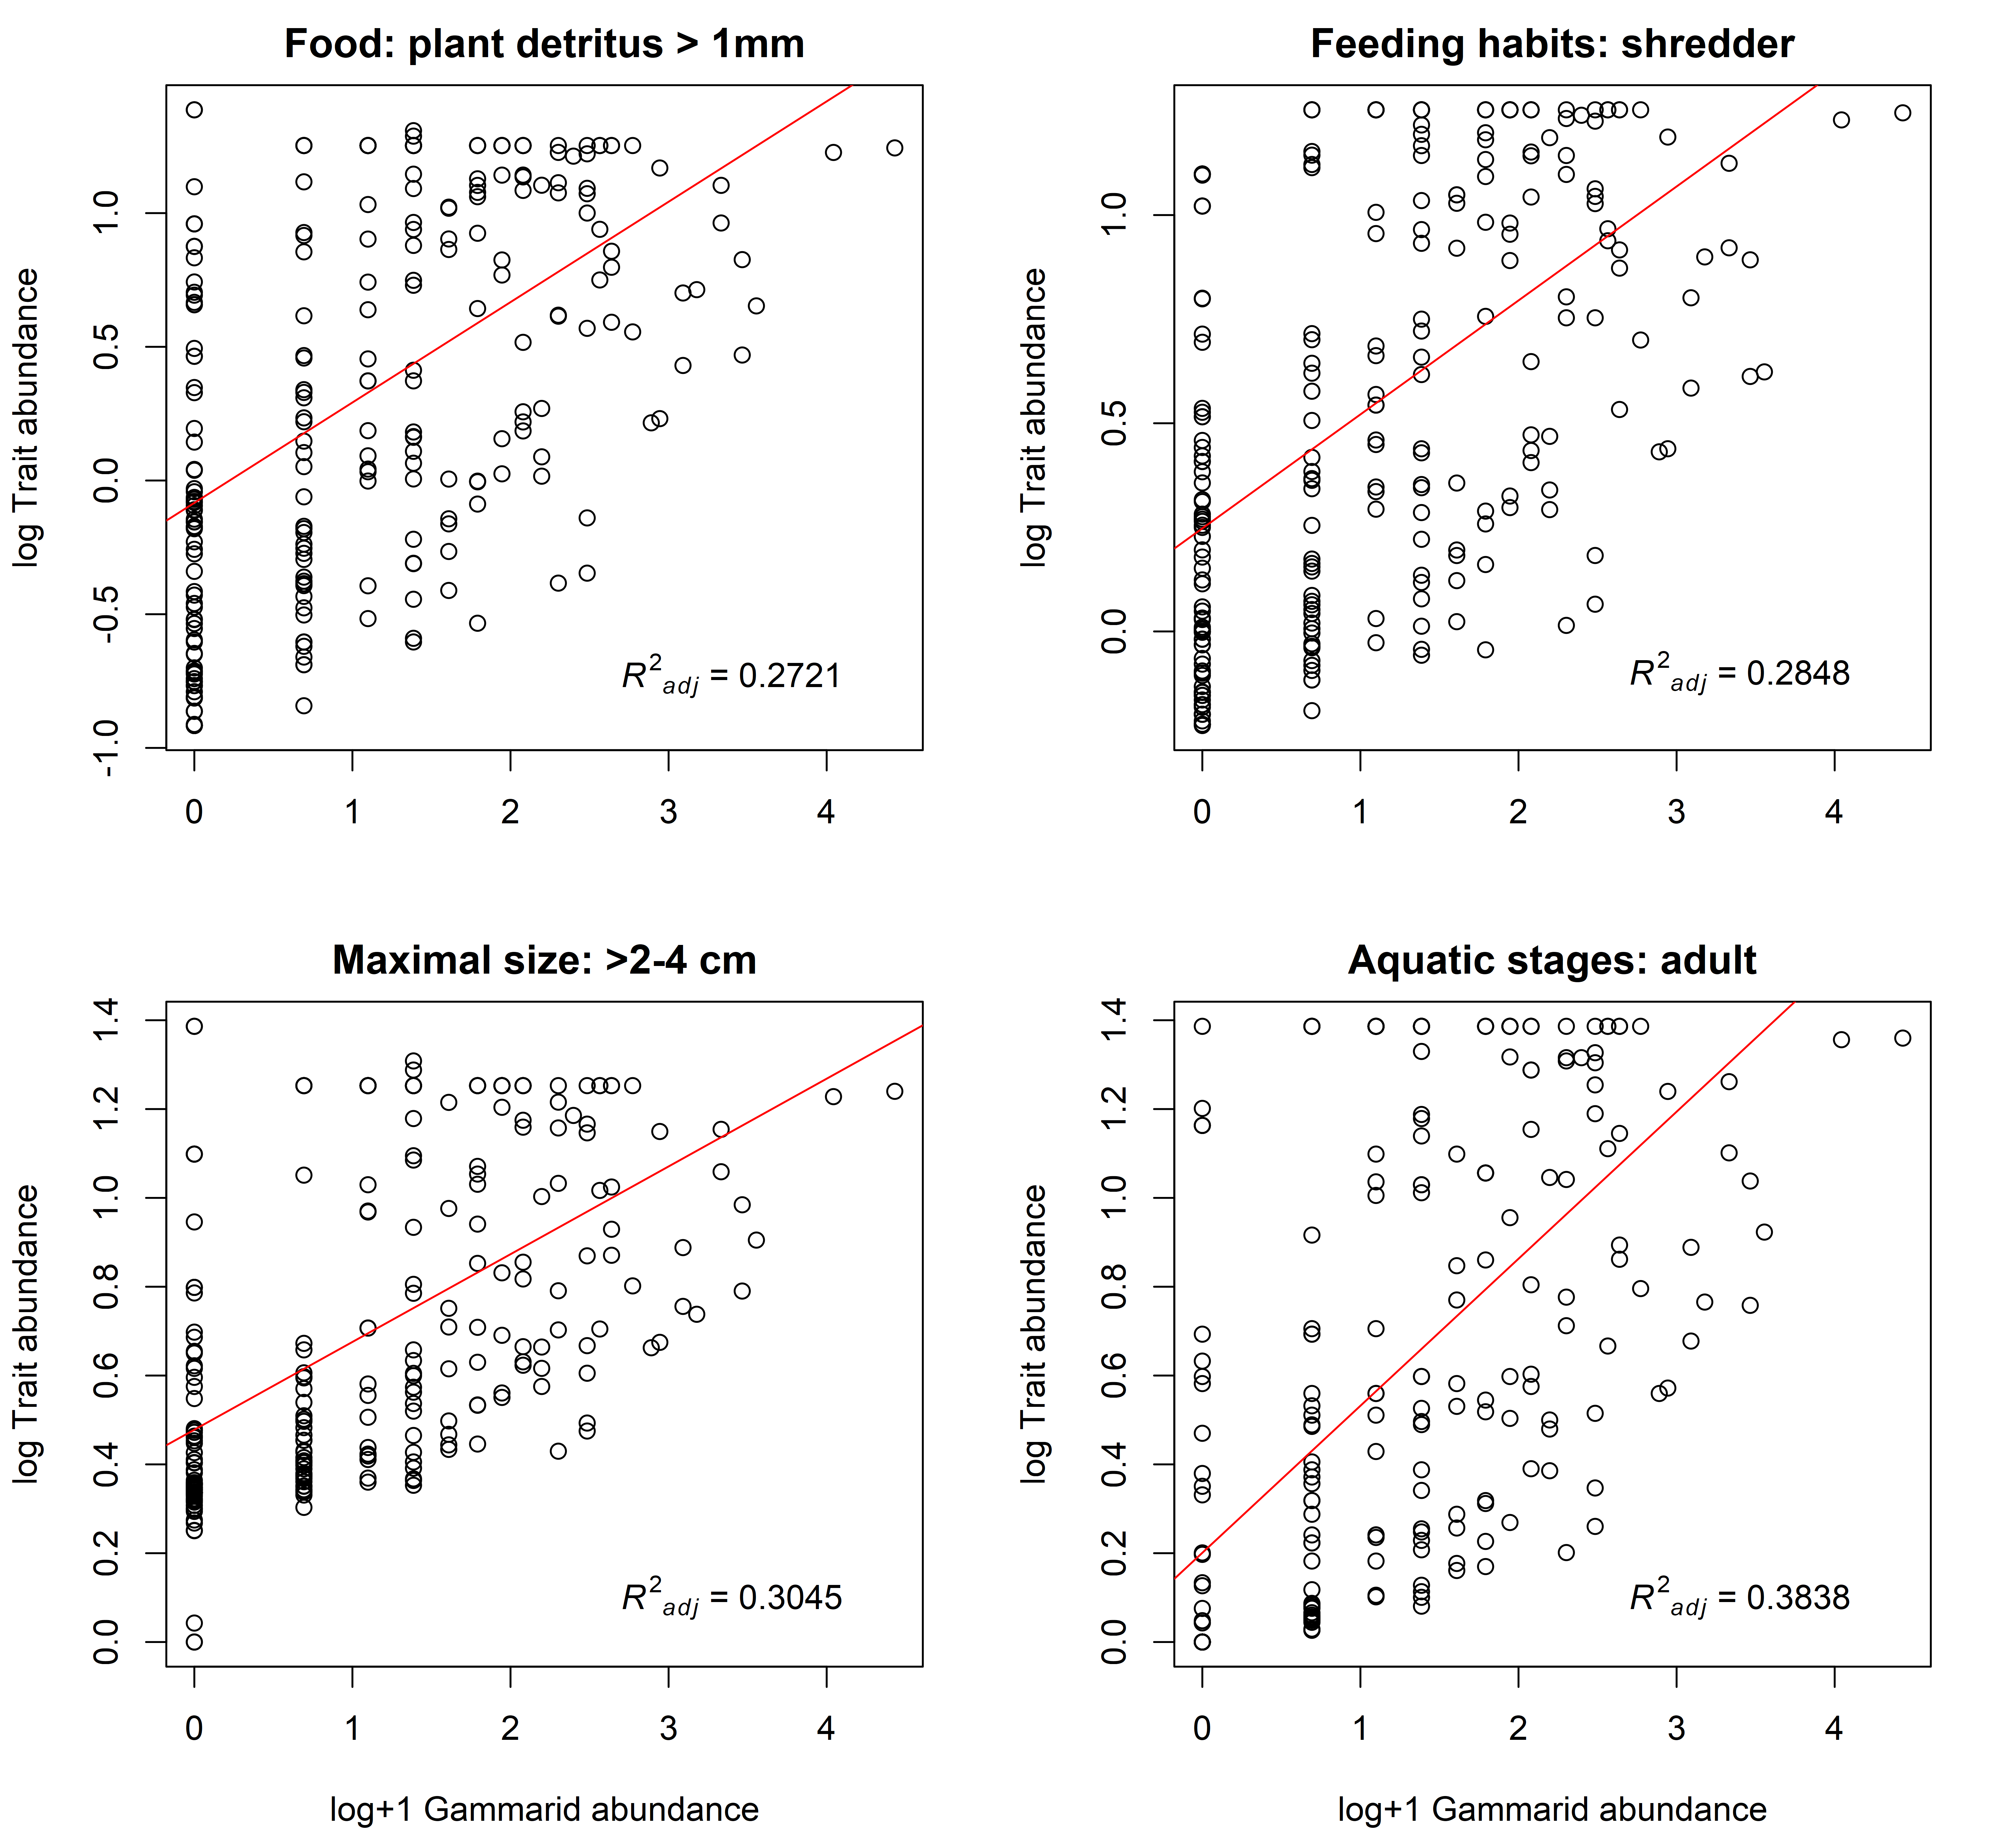 Food: plant detritus > 1mm
log Trait abundance
1.0
0.5
0.0
-0.5
-1.0
R²adj = 0.2721
0 1 2 3 4
Feeding habits: shredder
log Trait abundance
1.0
0.5
0.0
R²adj = 0.2848
0 1 2 3 4
Maximal size: >2-4 cm
log Trait abundance
1.4
1.2
1.0
0.8
0.6
0.4
0.2
0.0
R²adj = 0.3045
0 1 2 3 4
log+1 Gammarid abundance
Aquatic stages: adult
log Trait abundance
1.4
1.2
1.0
0.8
0.6
0.4
0.2
0.0
R²adj = 0.3838
0 1 2 3 4
log+1 Gammarid abundance